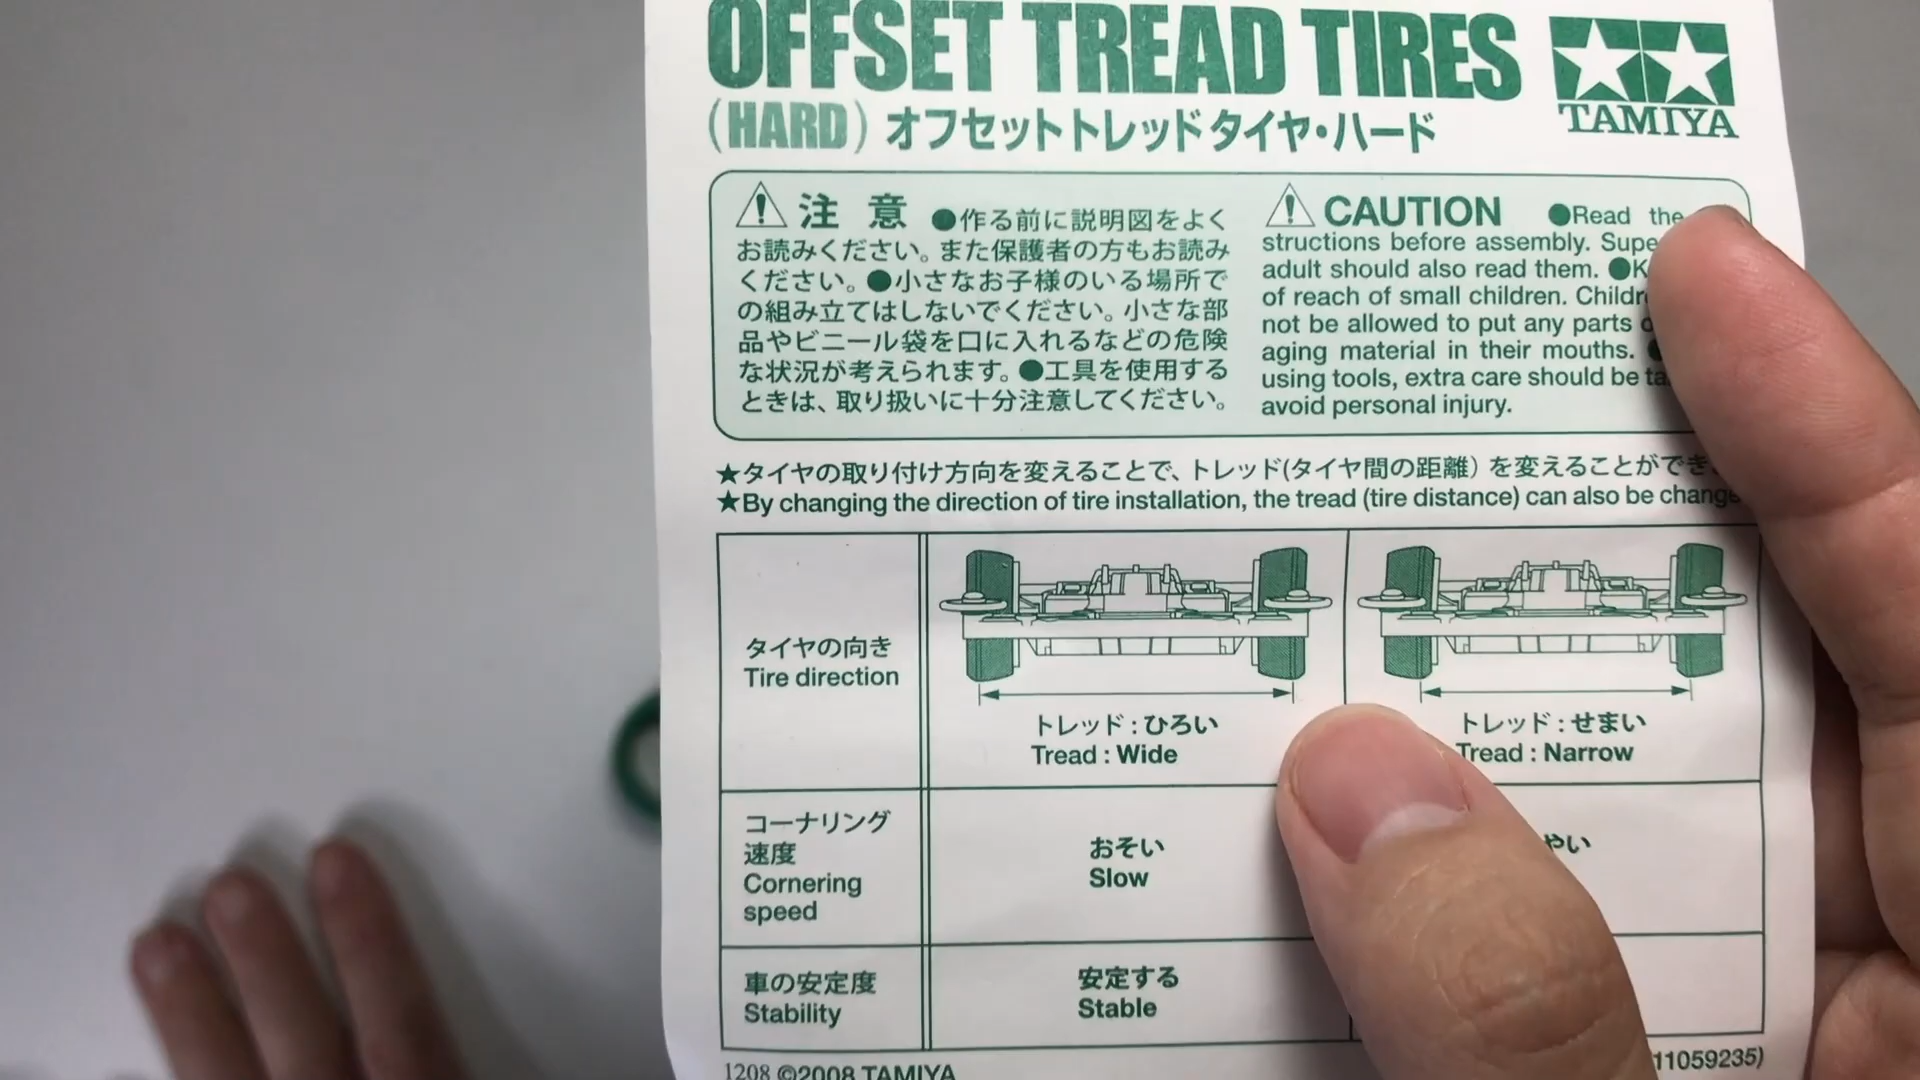 OFFSET TREAD TIRES
(HARD) オフセットトレッドタイヤ・ハード
TAMIYA
注 意 ●作る前に説明図をよく
お読みください。また保護者の方もお読み
ください。●小さなお子様のいる場所で
の組み立てはしないでください。小さな部
品やビニール袋を口に入れるなどの危険
な状況が考えられます。●工具を使用する
ときは、取り扱いに十分注意してください。
CAUTION ●Read the
structions before assembly.
adult should also read them.
of reach of small children.
not be allowed to put any parts
aging material in their mouths.
using tools, extra care should be
avoid personal injury.
★タイヤの取り付け方向を変えることで、トレッド(タイヤ間の距離)を変えることができ
★By changing the direction of tire installation, the tread (tire distance) can also be change
タイヤの向き
Tire direction
トレッド:ひろい
Tread : Wide
トレッド:せまい
Tread : Narrow
コーナリング
速度
Cornering
speed
おそい
Slow
やい
車の安定度
Stability
安定する
Stable
1208 ©2008 TAMIYA
11059235)